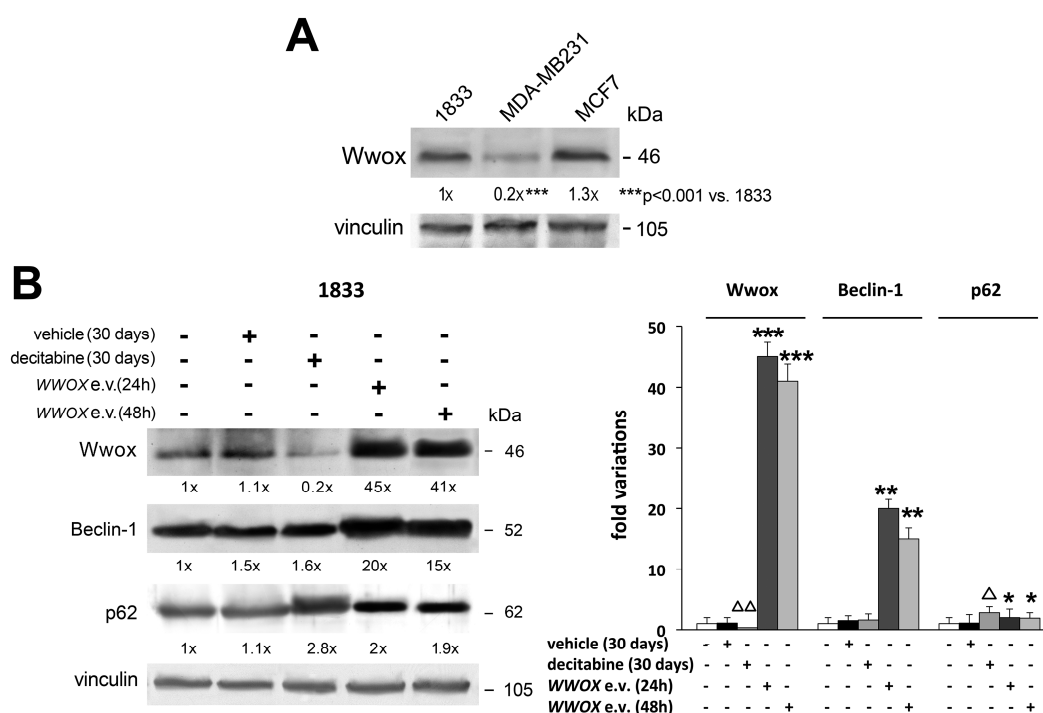 A
1833 MDA-MB231 MCF7 kDa
Wwox - 46
1x 0.2x*** 1.3x ***p<0.001 vs. 1833
vinculin - 105
B
1833
vehicle (30 days) - + - - -
decitabine (30 days) - - + - -
WWOX e.v.(24h) - - - + -
WWOX e.v.(48h) - - - - + kDa
Wwox - 46
1x 1.1x 0.2x 45x 41x
Beclin-1 - 52
1x 1.5x 1.6x 20x 15x
p62 - 62
1x 1.1x 2.8x 2x 1.9x
vinculin - 105
Wwox Beclin-1 p62
fold variations
50
40
30
20
10
0
△△ *** ***
** **
△ * *
vehicle (30 days) - + - - - - + - - - - + - - -
decitabine (30 days) - - + - - - - + - - - - + - -
WWOX e.v. (24h) - - - + - - - - + - - - - + -
WWOX e.v. (48h) - - - - + - - - - + - - - - +